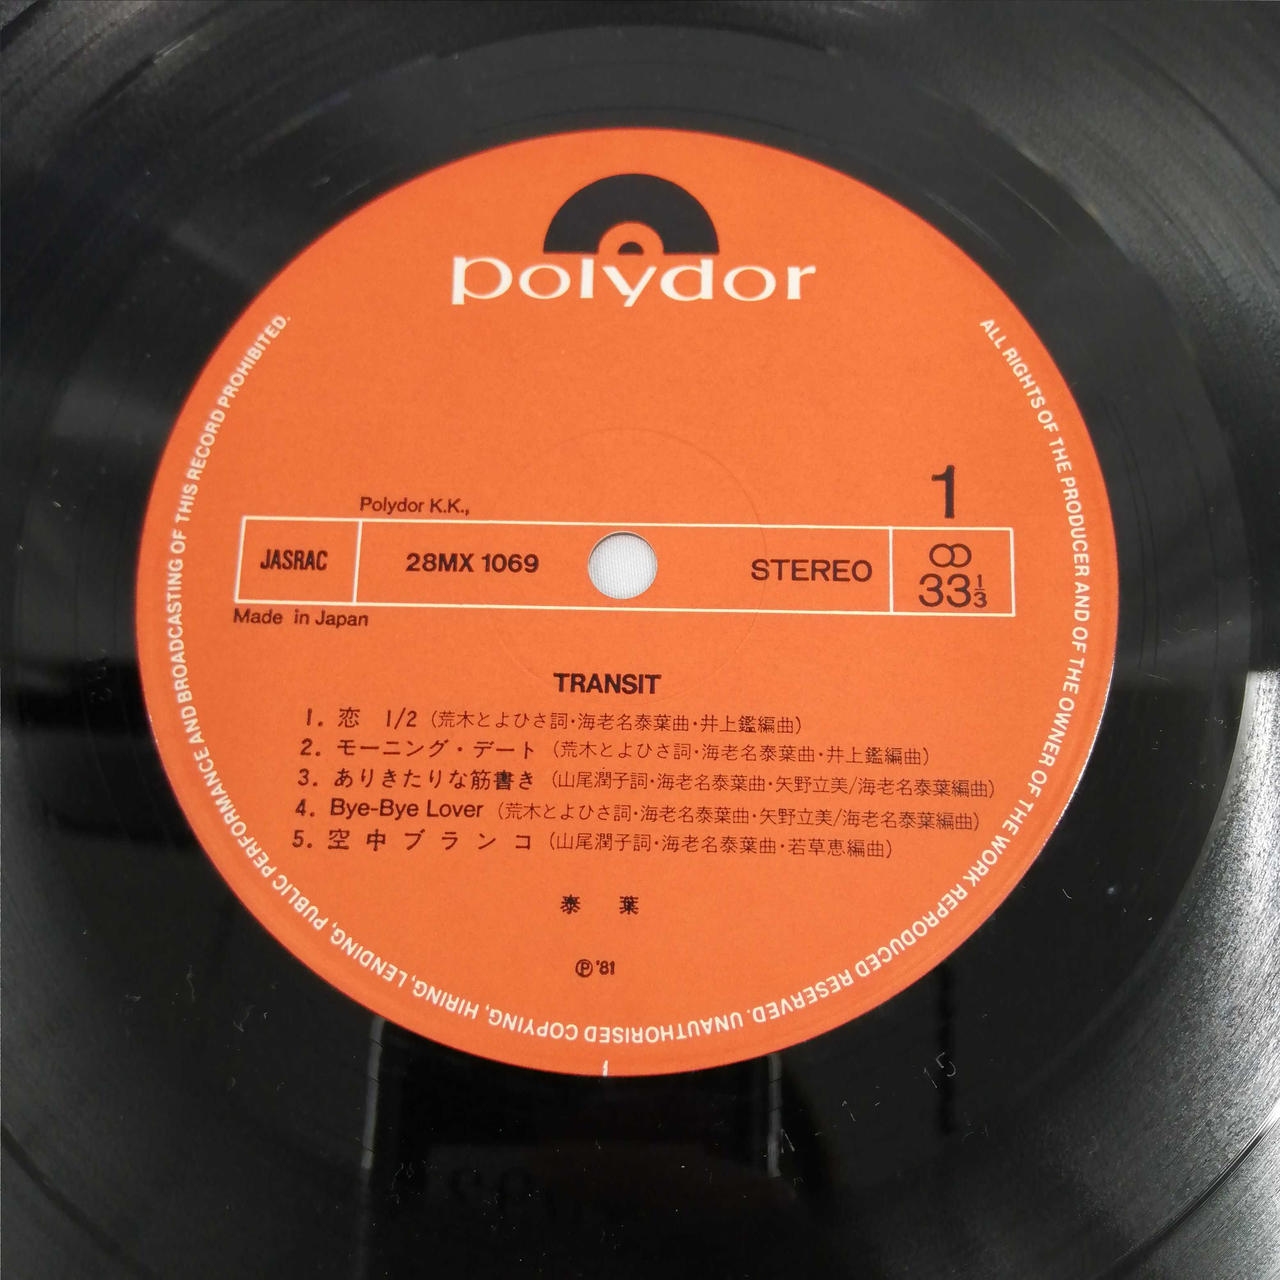 polydor
1
Polydor K.K.,
JASRAC 28MX 1069 STEREO 33 1/3
Made in Japan
TRANSIT
1. 恋 1/2 (荒木とよひさ詞・海老名泰葉曲・井上鑑編曲)
2. モーニング・デート (荒木とよひさ詞・海老名泰葉曲・井上鑑編曲)
3. ありきたりな筋書き (山尾潤子詞・海老名泰葉曲・矢野立美/海老名泰葉編曲)
4. Bye-Bye Lover (荒木とよひさ詞・海老名泰葉曲・矢野立美/海老名泰葉編曲)
5. 空中ブランコ (山尾潤子詞・海老名泰葉曲・若草恵編曲)
泰 葉
℗'81
ALL RIGHTS OF THE PRODUCER AND OF THE OWNER OF THE WORK REPRODUCED RESERVED. UNAUTHORISED COPYING, HIRING, LENDING, PUBLIC PERFORMANCE AND BROADCASTING OF THIS RECORD PROHIBITED.